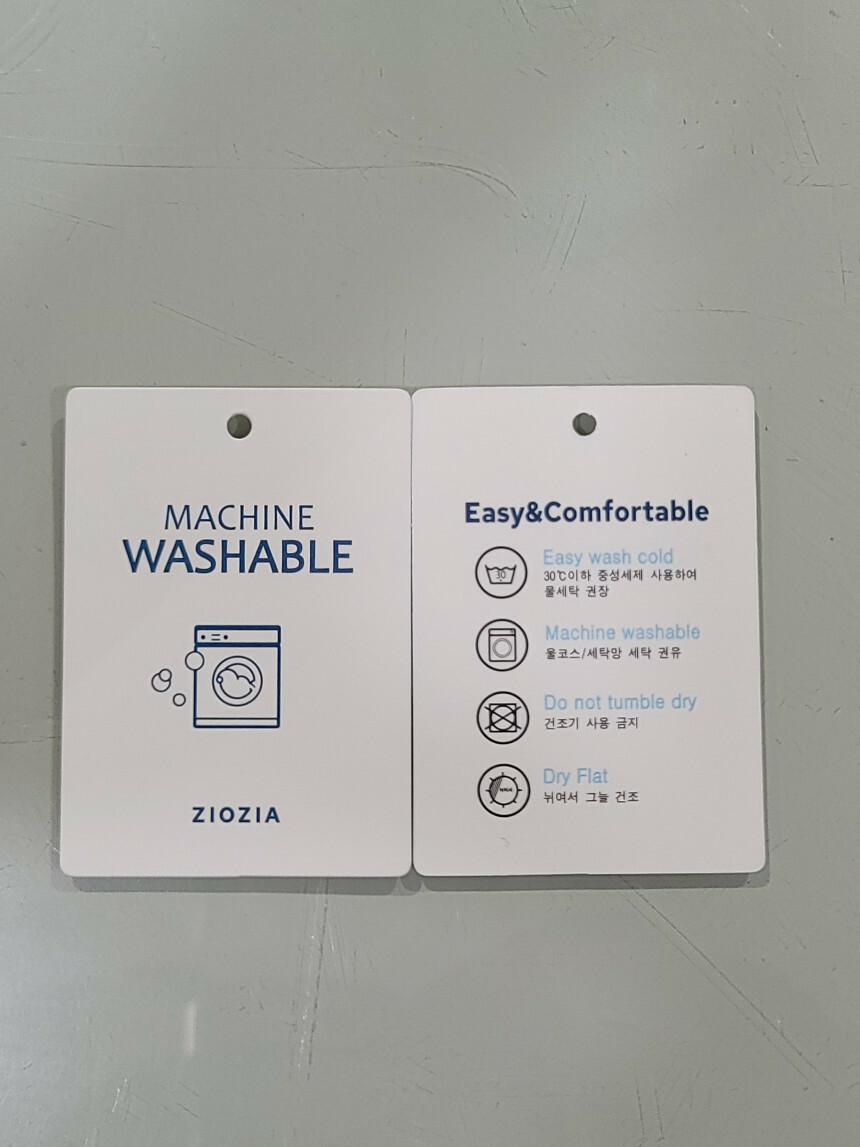 MACHINE
WASHABLE
ZIOZIA
Easy&Comfortable
30
Easy wash cold
30℃이하 중성세제 사용하여
물세탁 권장
Machine washable
울코스/세탁망 세탁 권유
Do not tumble dry
건조기 사용 금지
Dry Flat
뉘여서 그늘 건조